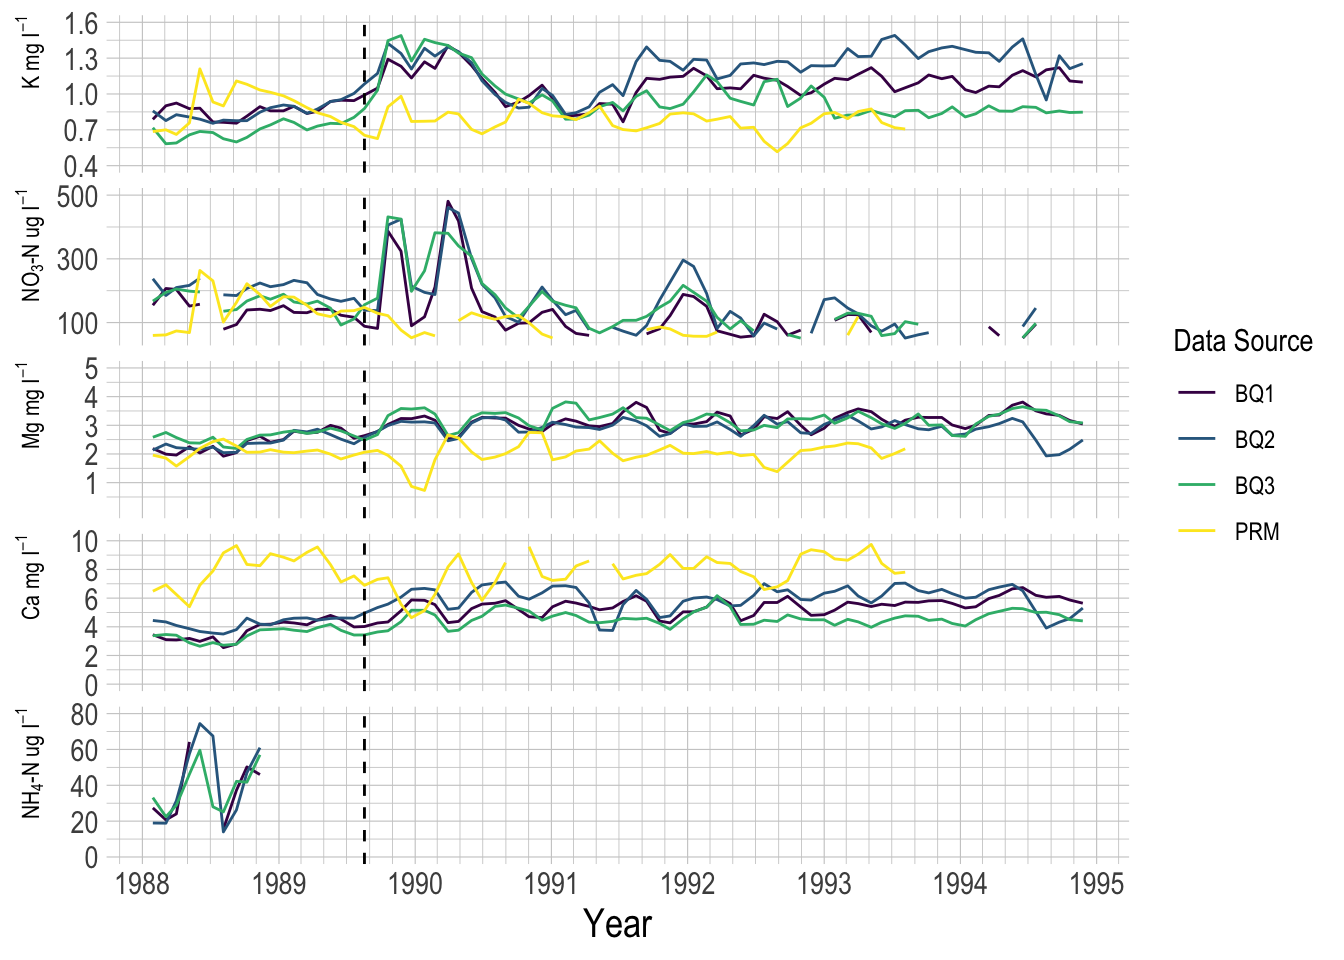 K mg l⁻¹
1.6
1.3
1.0
0.7
0.4
NO₃-N ug l⁻¹
500
300
100
Mg mg l⁻¹
5
4
3
2
1
Ca mg l⁻¹
10
8
6
4
2
0
NH₄-N ug l⁻¹
80
60
40
20
0
1988 1989 1990 1991 1992 1993 1994 1995
Year
Data Source
BQ1
BQ2
BQ3
PRM